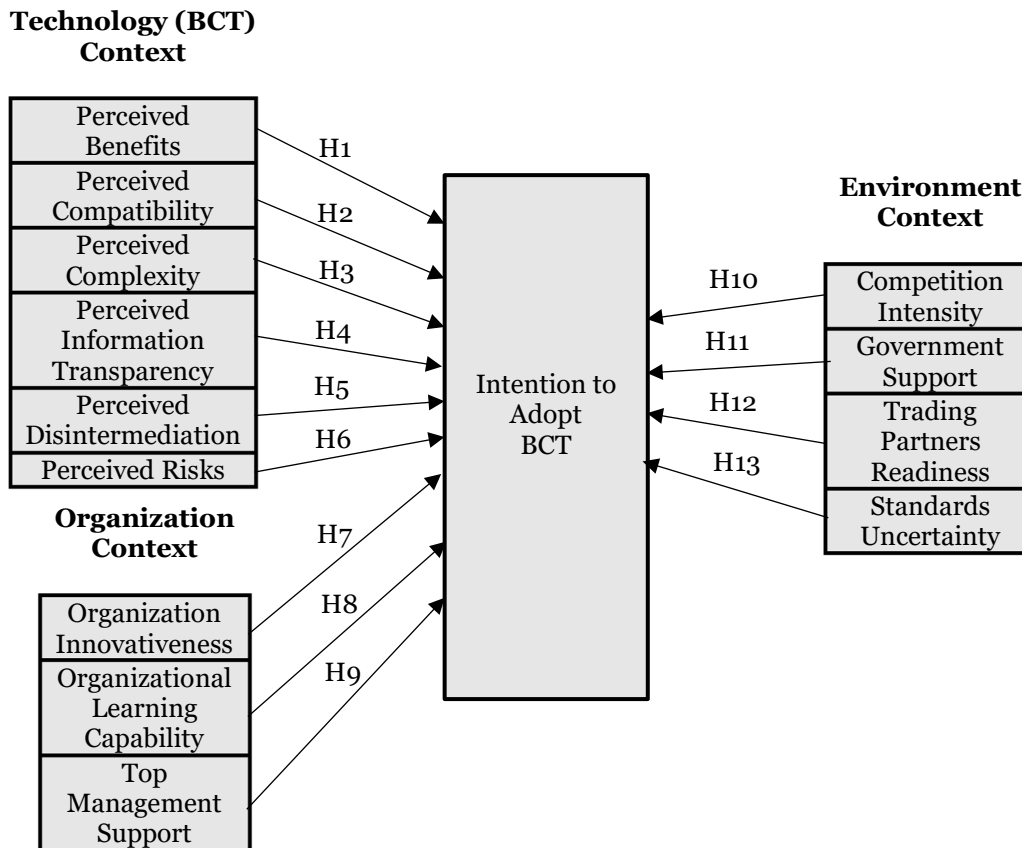 Technology (BCT)
Context
Perceived
Benefits
Perceived
Compatibility
Perceived
Complexity
Perceived
Information
Transparency
Perceived
Disintermediation
Perceived Risks
H1
H2
H3
H4
H5
H6
Organization
Context
Organization
Innovativeness
Organizational
Learning
Capability
Top
Management
Support
H7
H8
H9
Intention to
Adopt
BCT
Environment
Context
H10
H11
H12
H13
Competition
Intensity
Government
Support
Trading
Partners
Readiness
Standards
Uncertainty